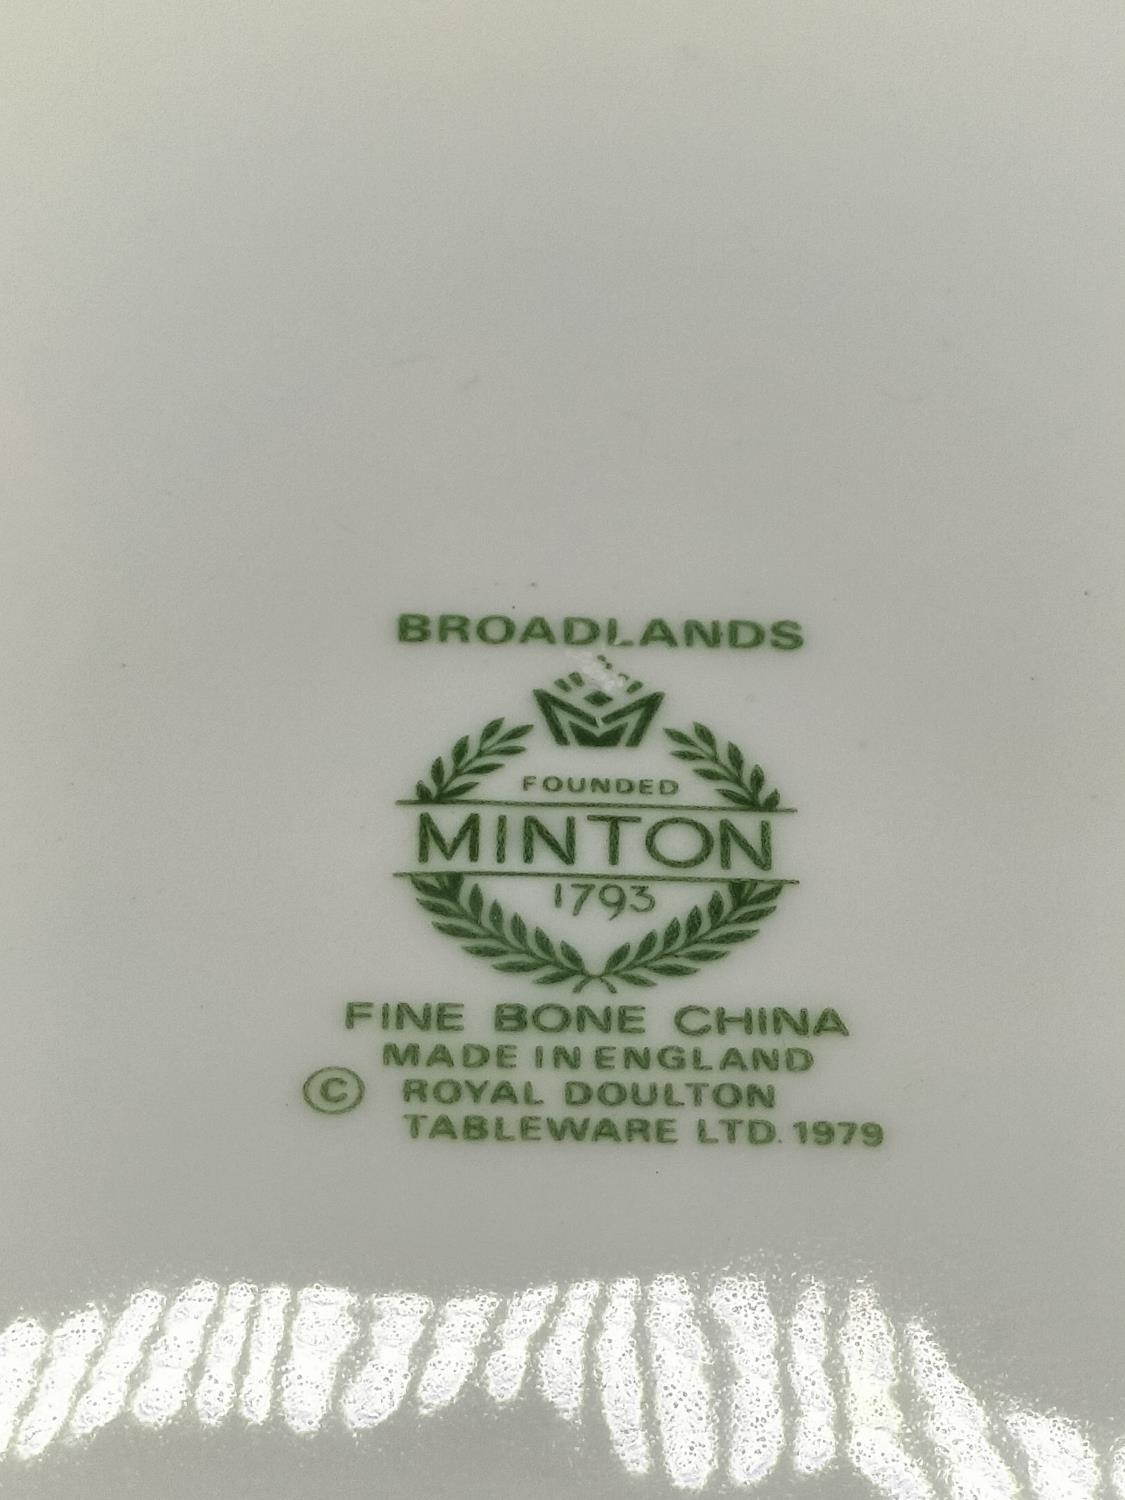 BROADLANDS
FOUNDED
MINTON
1793
FINE BONE CHINA
MADE IN ENGLAND
© ROYAL DOULTON
TABLEWARE LTD. 1979